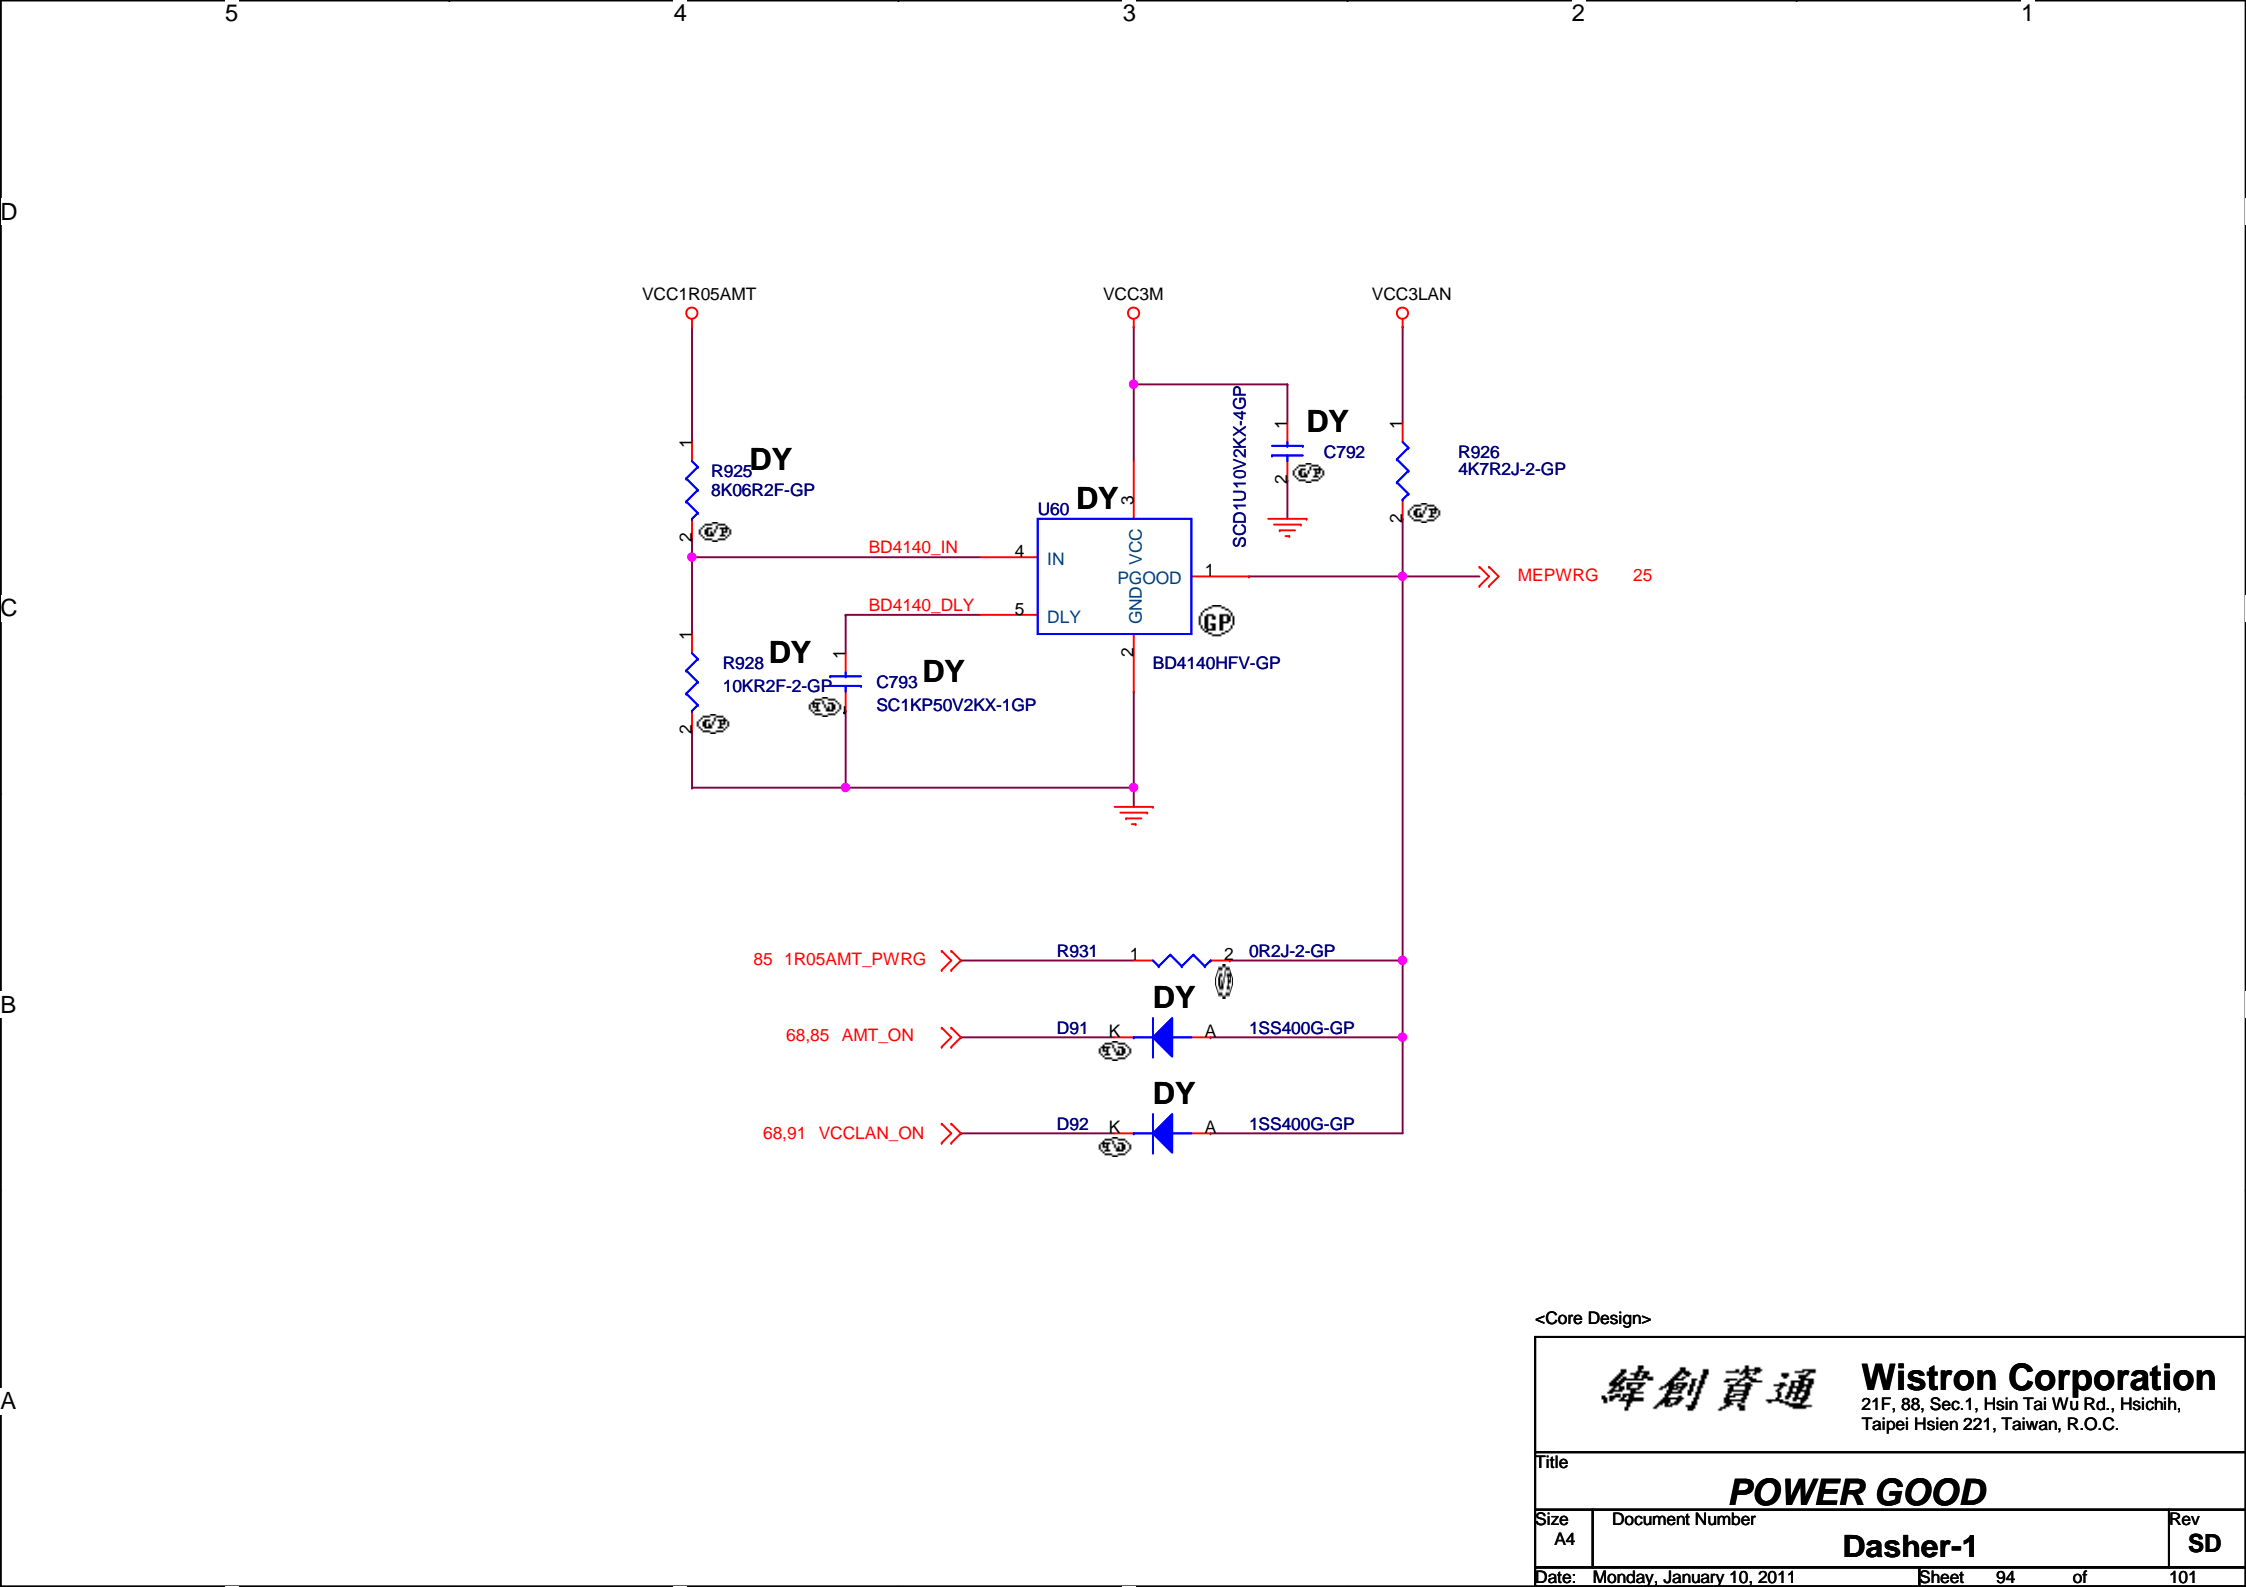 5 4 3 2 1
D
C
B
A
VCC1R05AMT
VCC3M
VCC3LAN
1
R925
DY
8K06R2F-GP
G/P
2
SCD1U10V2KX-4GP
1
DY
C792
G/P
2
1
R926
4K7R2J-2-GP
G/P
2
U60
DY
3
BD4140_IN
4
IN
VCC
PGOOD
1
MEPWRG 25
BD4140_DLY
5
DLY
GND
GP
2
BD4140HFV-GP
1
R928
DY
10KR2F-2-GP
G/P
2
1
C793
DY
SC1KP50V2KX-1GP
85 1R05AMT_PWRG
R931
1
2
0R2J-2-GP
DY
68,85 AMT_ON
D91
K
A
1SS400G-GP
DY
68,91 VCCLAN_ON
D92
K
A
1SS400G-GP
<Core Design>
緯創資通
Wistron Corporation
21F, 88, Sec.1, Hsin Tai Wu Rd., Hsichih,
Taipei Hsien 221, Taiwan, R.O.C.
Title
POWER GOOD
Size
A4
Document Number
Dasher-1
Rev
SD
Date: Monday, January 10, 2011
Sheet 94 of 101